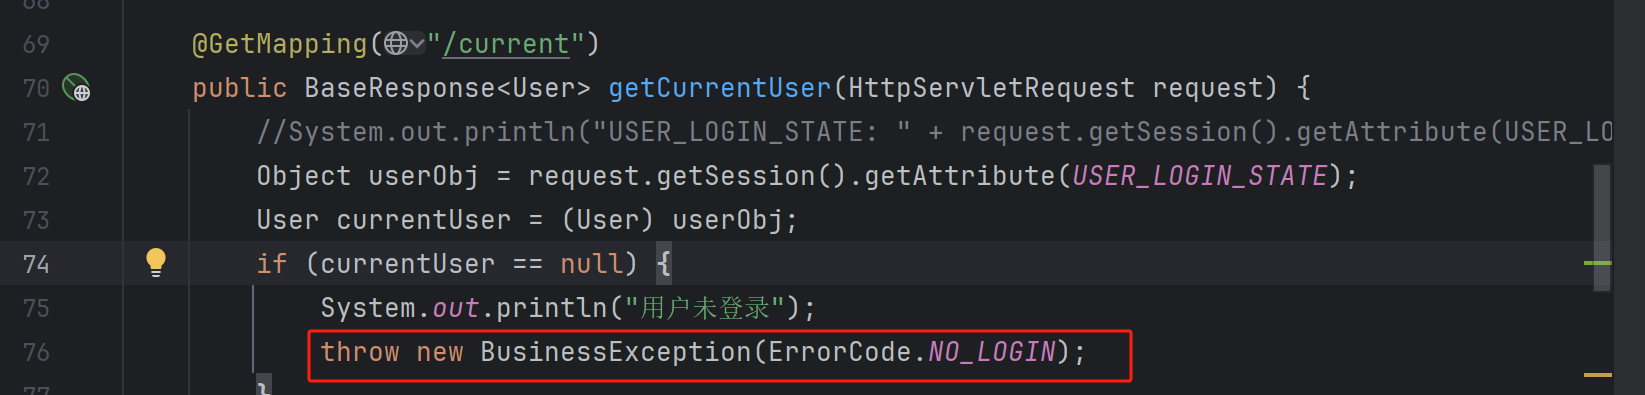 68
69 @GetMapping("/current")
70 public BaseResponse<User> getCurrentUser(HttpServletRequest request) {
71 //System.out.println("USER_LOGIN_STATE: " + request.getSession().getAttribute(USER_LO
72 Object userObj = request.getSession().getAttribute(USER_LOGIN_STATE);
73 User currentUser = (User) userObj;
74 if (currentUser == null) {
75 System.out.println("用户未登录");
76 throw new BusinessException(ErrorCode.NO_LOGIN);
77 }